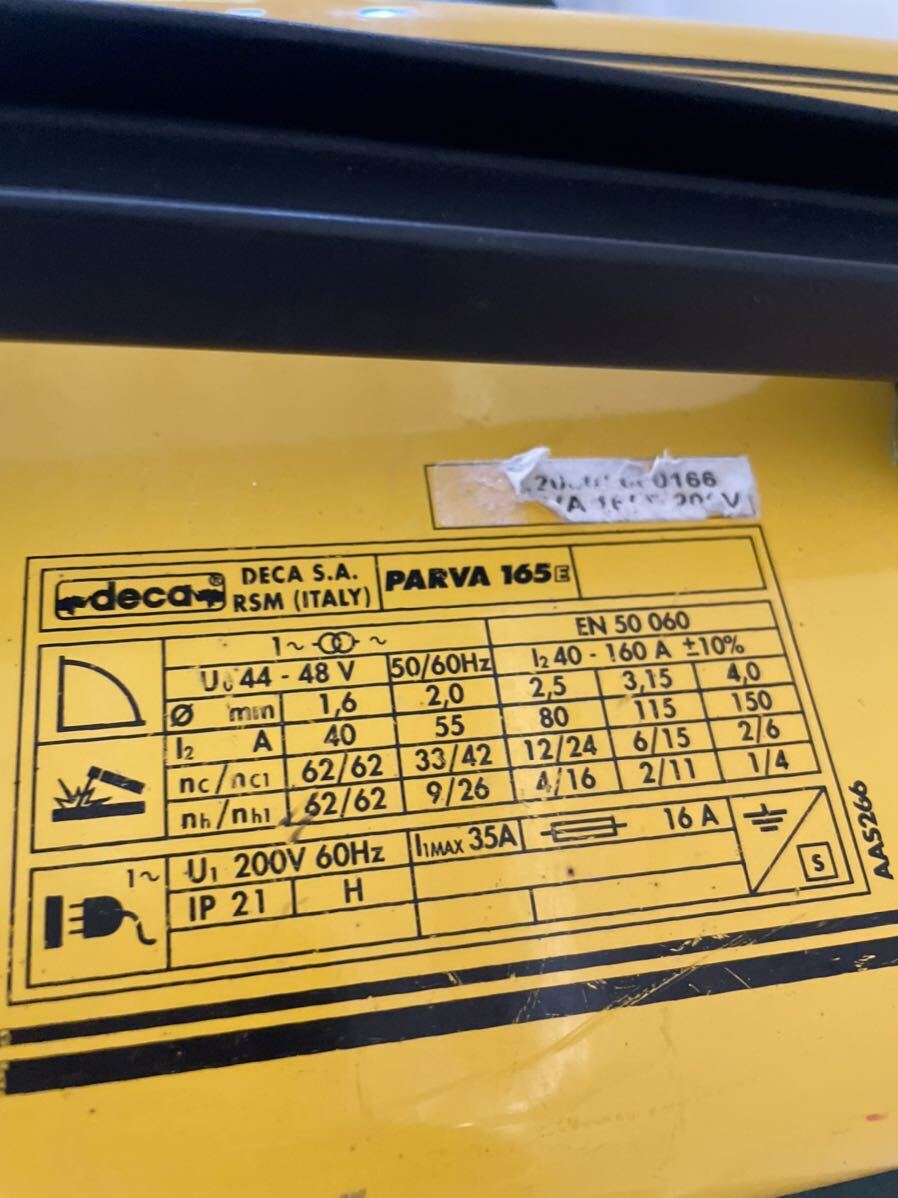 0166
deca®
DECA S.A.
RSM (ITALY)
PARVA 165E
1~ ~
EN 50 060
U₀ 44 - 48 V
50/60Hz
I₂ 40 - 160 A ±10%
Ø mm 1,6 2,0 2,5 3,15 4,0
I₂ A 40 55 80 115 150
nc/nc1 62/62 33/42 12/24 6/15 2/6
nh/nh1 62/62 9/26 4/16 2/11 1/4
1~
U₁ 200V 60Hz
I₁MAX 35A
16 A
S
IP 21
H
AA5266